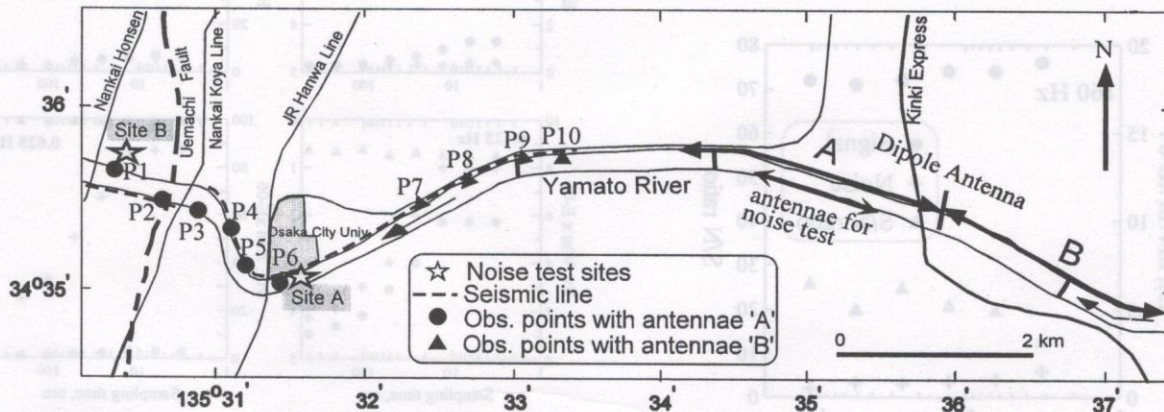 Nankai Honsen
Uemachi Fault
Nankai Koya Line
JR Hanwa Line
Kinki Express
N
36'
Site B
P1
P2
P3
P4
P5
P6
P7
P8
P9
P10
Osaka City Univ.
Site A
Yamato River
A
Dipole Antenna
antennae for
noise test
B
34°35'
Noise test sites
Seismic line
Obs. points with antennae 'A'
Obs. points with antennae 'B'
0 2 km
135°31' 32' 33' 34' 35' 36' 37'